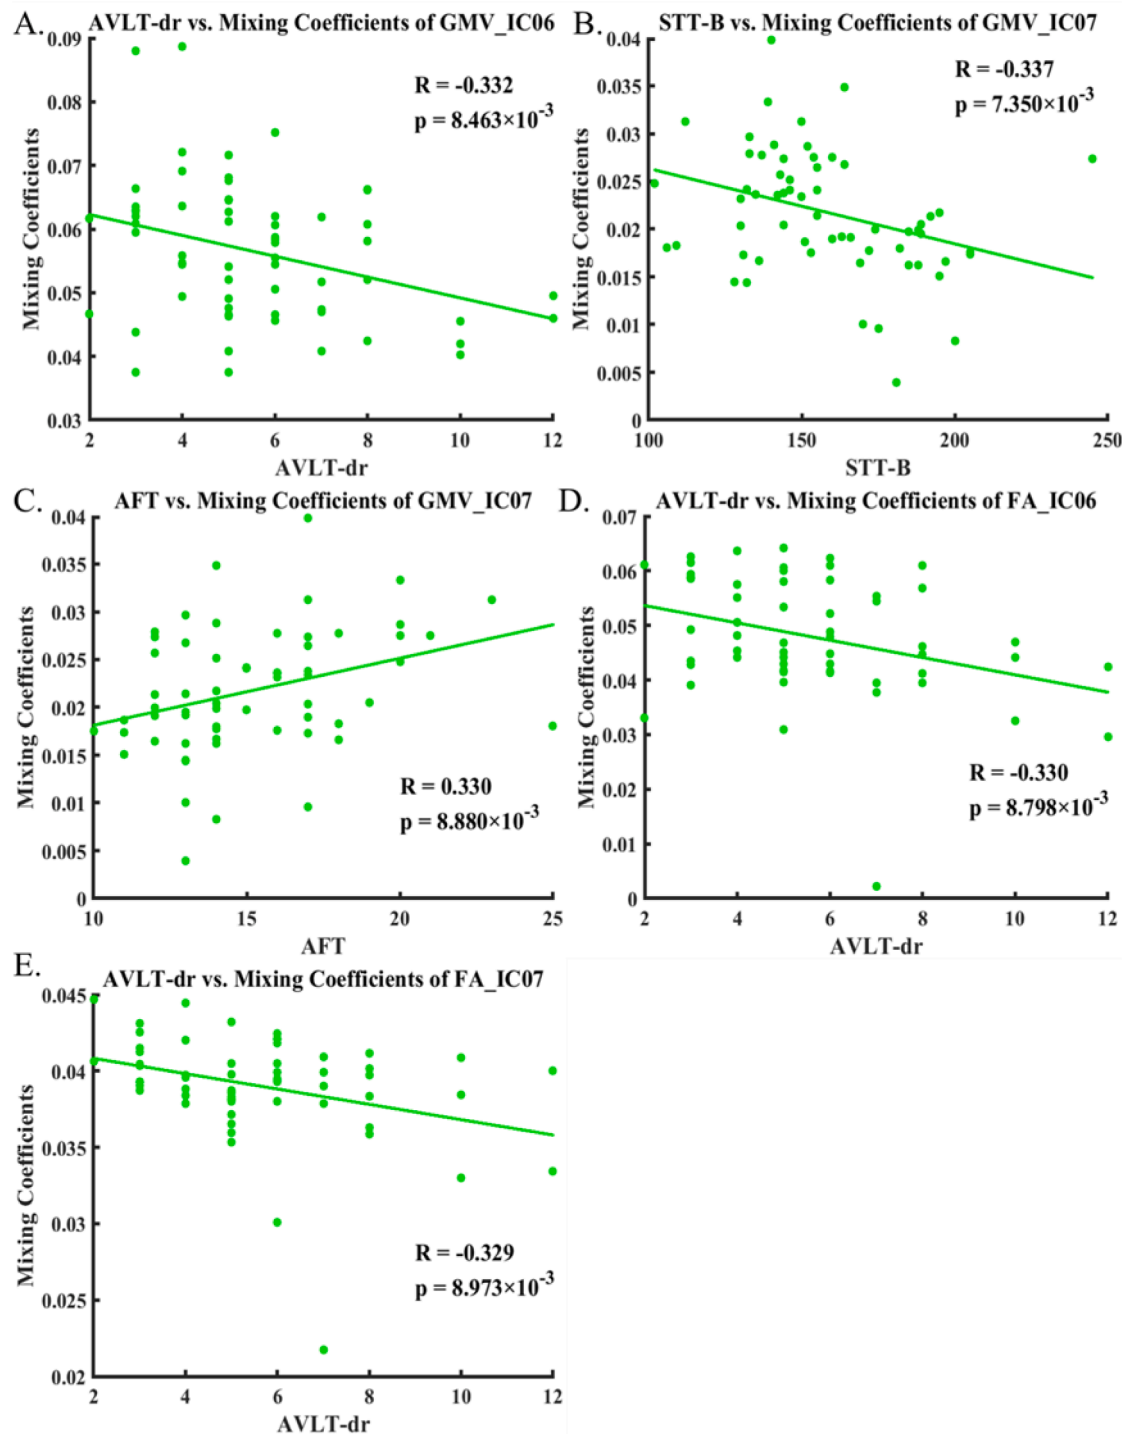 A. AVLT-dr vs. Mixing Coefficients of GMV_IC06
0.09
0.08
0.07
0.06
0.05
0.04
0.03
Mixing Coefficients
R = -0.332
p = 8.463×10-3
2 4 6 8 10 12
AVLT-dr
B. STT-B vs. Mixing Coefficients of GMV_IC07
0.04
0.035
0.03
0.025
0.02
0.015
0.01
0.005
0
Mixing Coefficients
R = -0.337
p = 7.350×10-3
100 150 200 250
STT-B
C. AFT vs. Mixing Coefficients of GMV_IC07
0.04
0.035
0.03
0.025
0.02
0.015
0.01
0.005
0
Mixing Coefficients
R = 0.330
p = 8.880×10-3
10 15 20 25
AFT
D. AVLT-dr vs. Mixing Coefficients of FA_IC06
0.07
0.06
0.05
0.04
0.03
0.02
0.01
0
Mixing Coefficients
R = -0.330
p = 8.798×10-3
2 4 6 8 10 12
AVLT-dr
E. AVLT-dr vs. Mixing Coefficients of FA_IC07
0.045
0.04
0.035
0.03
0.025
0.02
Mixing Coefficients
R = -0.329
p = 8.973×10-3
2 4 6 8 10 12
AVLT-dr